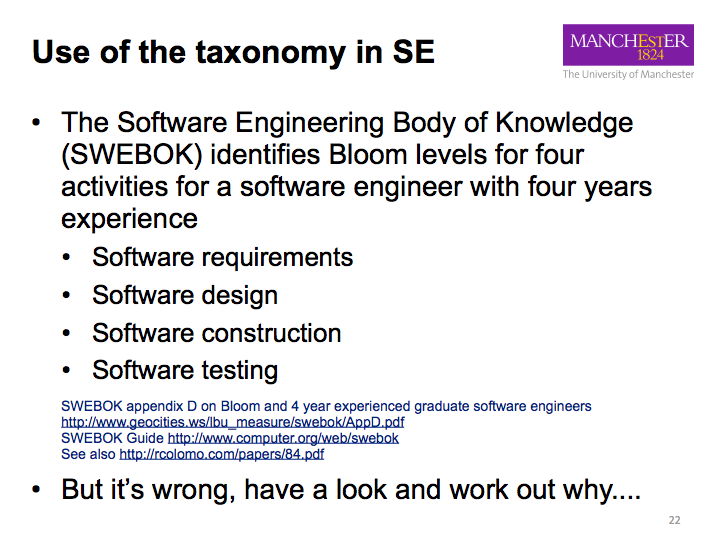 Use of the taxonomy in SE
MANCHESTER
1824
The University of Manchester
• The Software Engineering Body of Knowledge
(SWEBOK) identifies Bloom levels for four
activities for a software engineer with four years
experience
• Software requirements
• Software design
• Software construction
• Software testing
SWEBOK appendix D on Bloom and 4 year experienced graduate software engineers
http://www.geocities.ws/lbu_measure/swebok/AppD.pdf
SWEBOK Guide http://www.computer.org/web/swebok
See also http://rcolomo.com/papers/84.pdf
• But it's wrong, have a look and work out why....
22